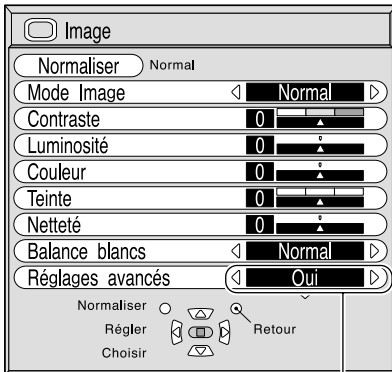 Image
Normaliser Normal
Mode Image Normal
Contraste 0
Luminosité 0
Couleur 0
Teinte 0
Netteté 0
Balance blancs Normal
Réglages avancés Oui
Normaliser
Régler Retour
Choisir